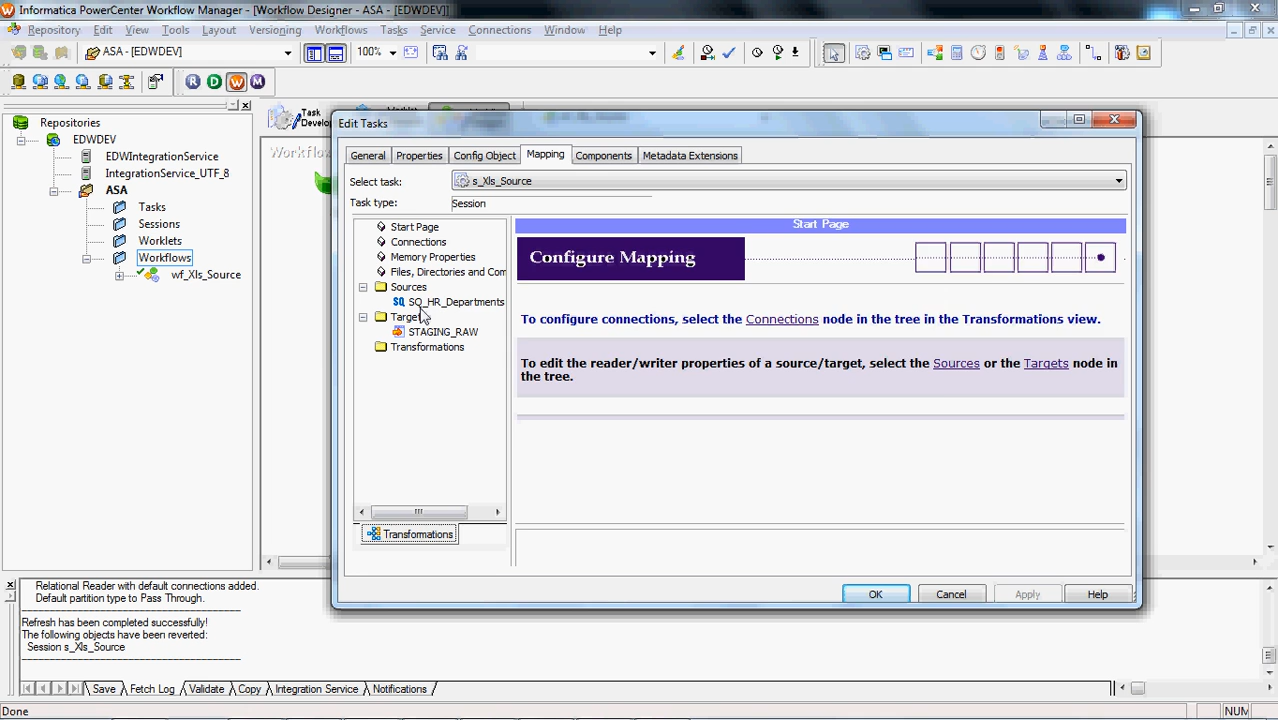 Informatica PowerCenter Workflow Manager - [Workflow Designer - ASA - [EDWDEV]]
Repository Edit View Tools Layout Versioning Workflows Tasks Service Connections Window Help
ASA - [EDWDEV] 100%
R D W M
Repositories
EDWDEV
EDWIntegrationService
IntegrationService_UTF_8
ASA
Tasks
Sessions
Worklets
Workflows
wf_Xls_Source
Task
Develop
Workflow
Edit Tasks
General Properties Config Object Mapping Components Metadata Extensions
Select task: s_Xls_Source
Task type: Session
Start Page
Connections
Memory Properties
Files, Directories and Com
Sources
SQ_HR_Departments
Target
STAGING_RAW
Transformations
Transformations
Start Page
Configure Mapping
To configure connections, select the Connections node in the tree in the Transformations view.
To edit the reader/writer properties of a source/target, select the Sources or the Targets node in
the tree.
OK Cancel Apply Help
Relational Reader with default connections added.
Default partition type to Pass Through.
Refresh has been completed successfully!
The following objects have been reverted:
Session s_Xls_Source
Save Fetch Log Validate Copy Integration Service Notifications
Done NUM